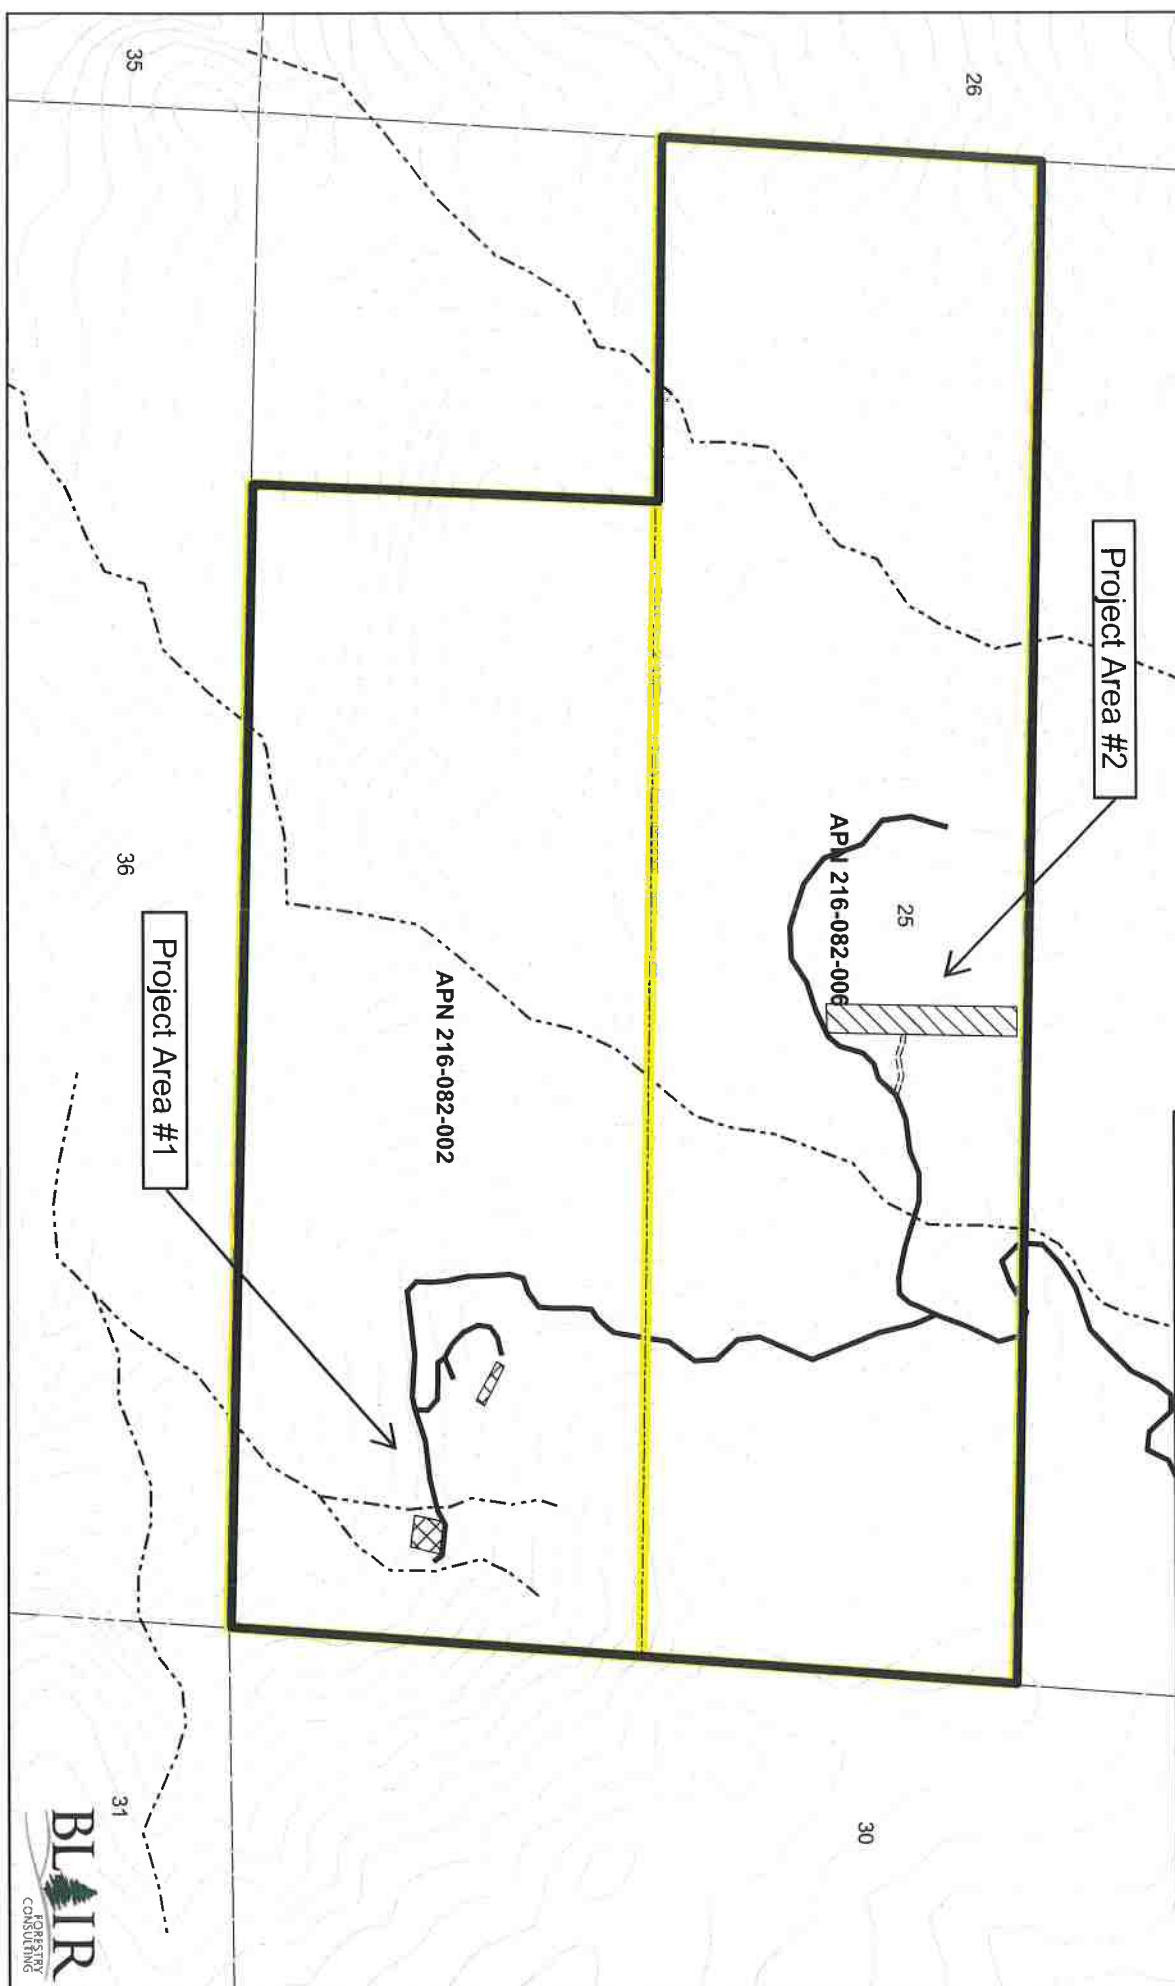 26
35
Project Area #2
APN 216-082-006
25
36
Project Area #1
APN 216-082-002
30
31
BLAIR
FORESTRY
CONSULTING